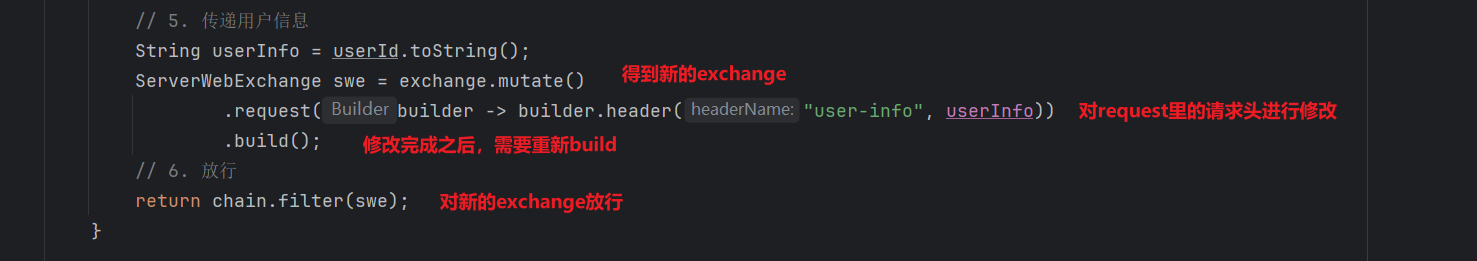 // 5. 传递用户信息
String userInfo = userId.toString();
ServerWebExchange swe = exchange.mutate() 得到新的exchange
.request( Builder builder -> builder.header( headerName: "user-info", userInfo)) 对request里的请求头进行修改
.build(); 修改完成之后，需要重新build
// 6. 放行
return chain.filter(swe); 对新的exchange放行
}